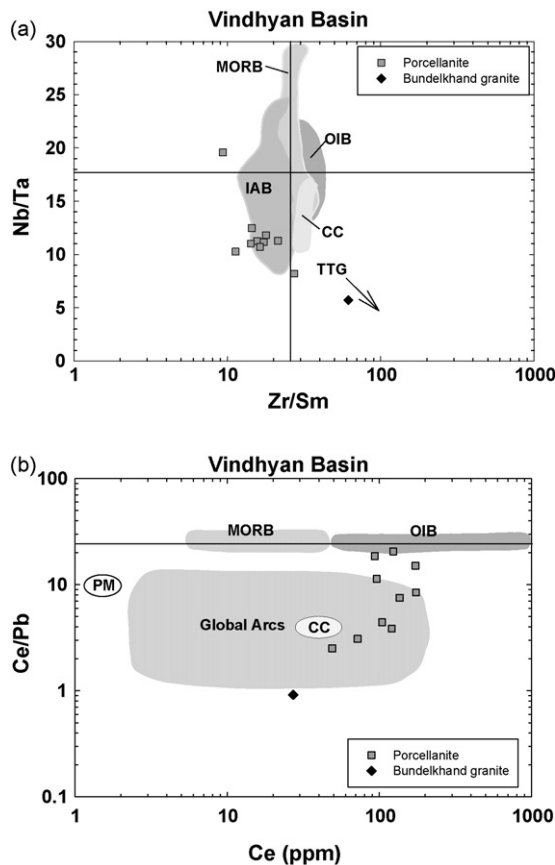 (a)
Vindhyan Basin
30
25
20
15
10
5
0
Nb/Ta
MORB
OIB
IAB
CC
TTG
Porcellanite
Bundelkhand granite
1
10
100
1000
Zr/Sm
(b)
Vindhyan Basin
100
10
1
0.1
Ce/Pb
MORB
OIB
PM
Global Arcs
CC
Porcellanite
Bundelkhand granite
1
10
100
1000
Ce (ppm)